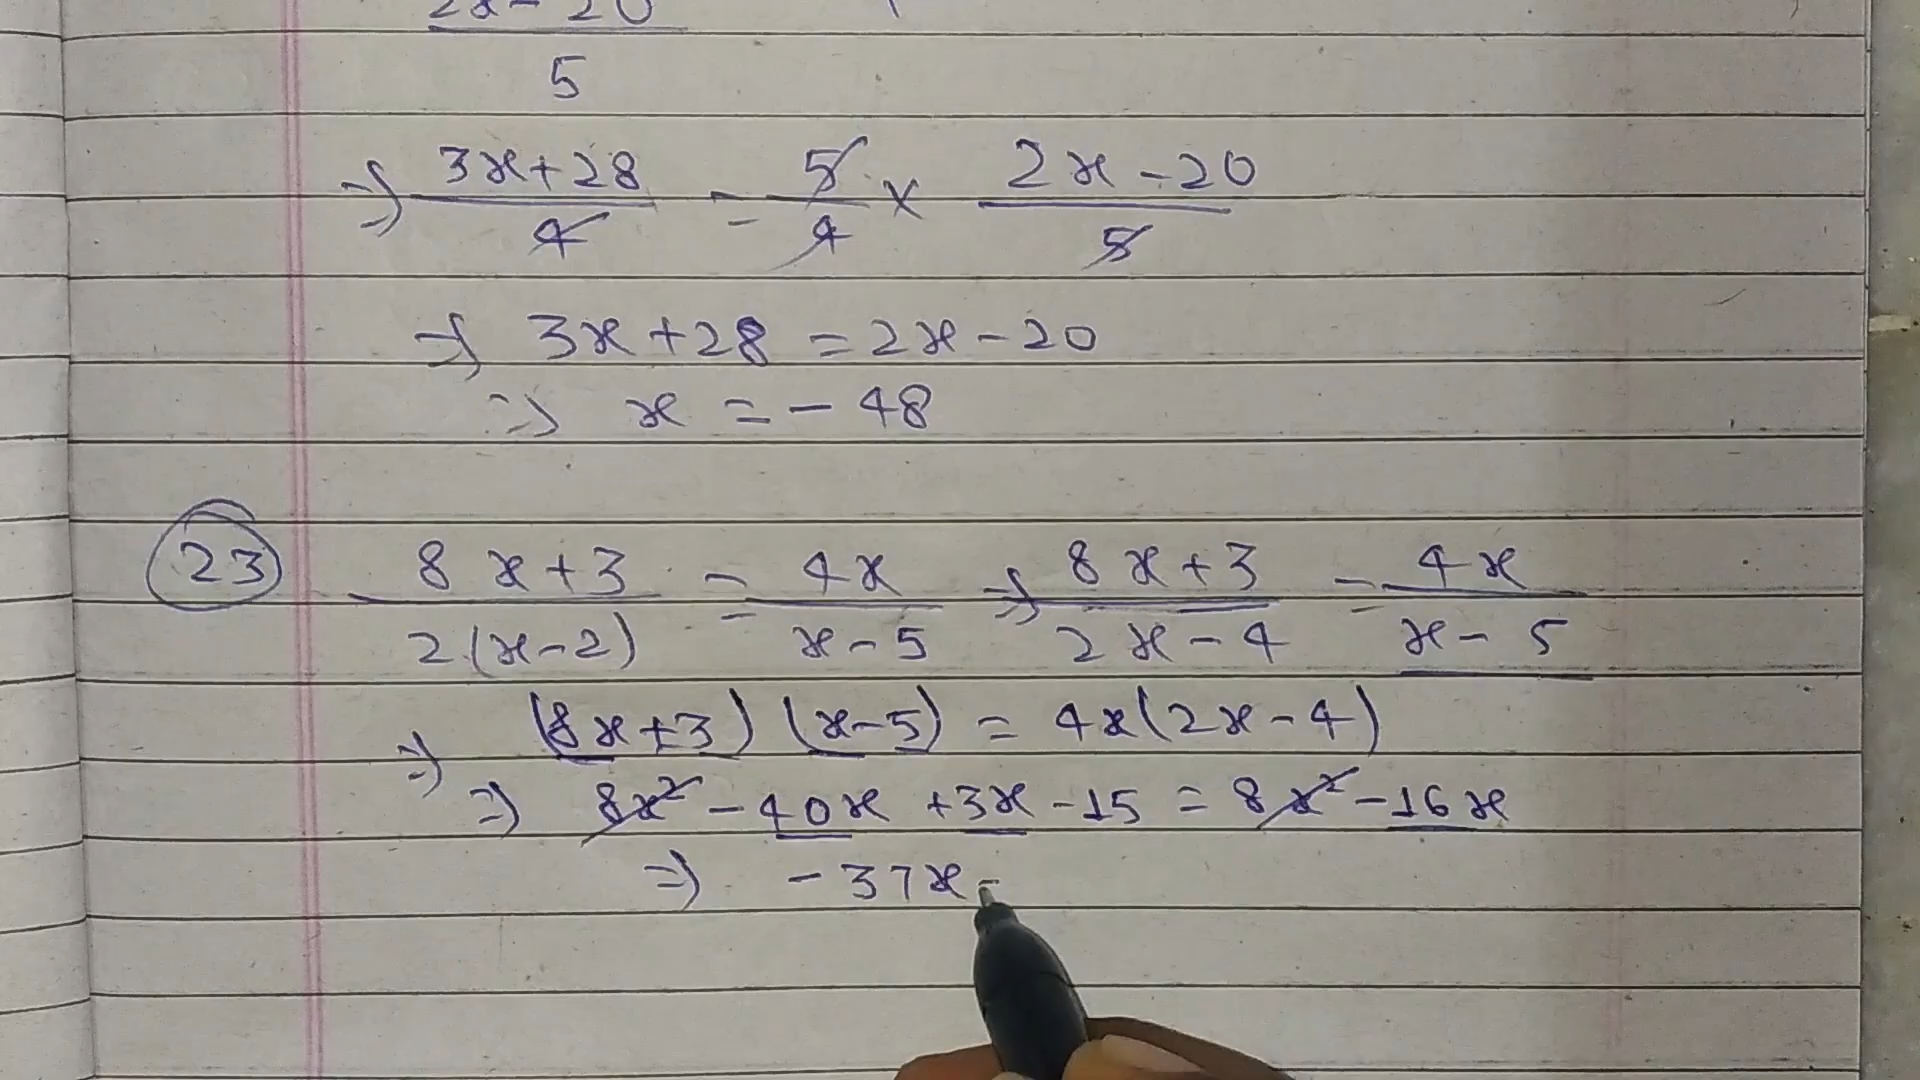 2x - 20
5
⇒ 3x+28 / 4 = 5 / 4 × 2x - 20 / 5
⇒ 3x + 28 = 2x - 20
⇒ x = - 48
23 8x+3 / 2(x-2) = 4x / x-5 ⇒ 8x+3 / 2x-4 = 4x / x-5
⇒ (8x+3) (x-5) = 4x(2x-4)
⇒ 8x² - 40x + 3x - 15 = 8x² - 16x
⇒ - 37x -